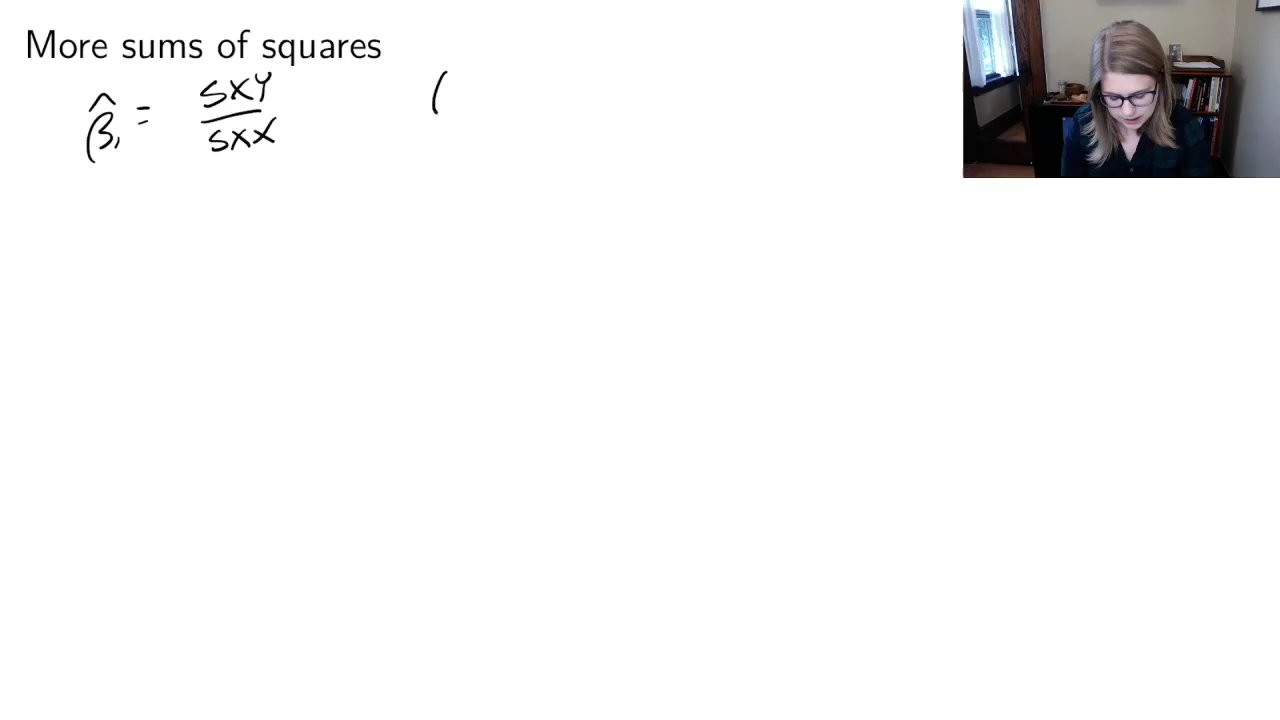 More sums of squares
β̂₁ = SXY / SXX (